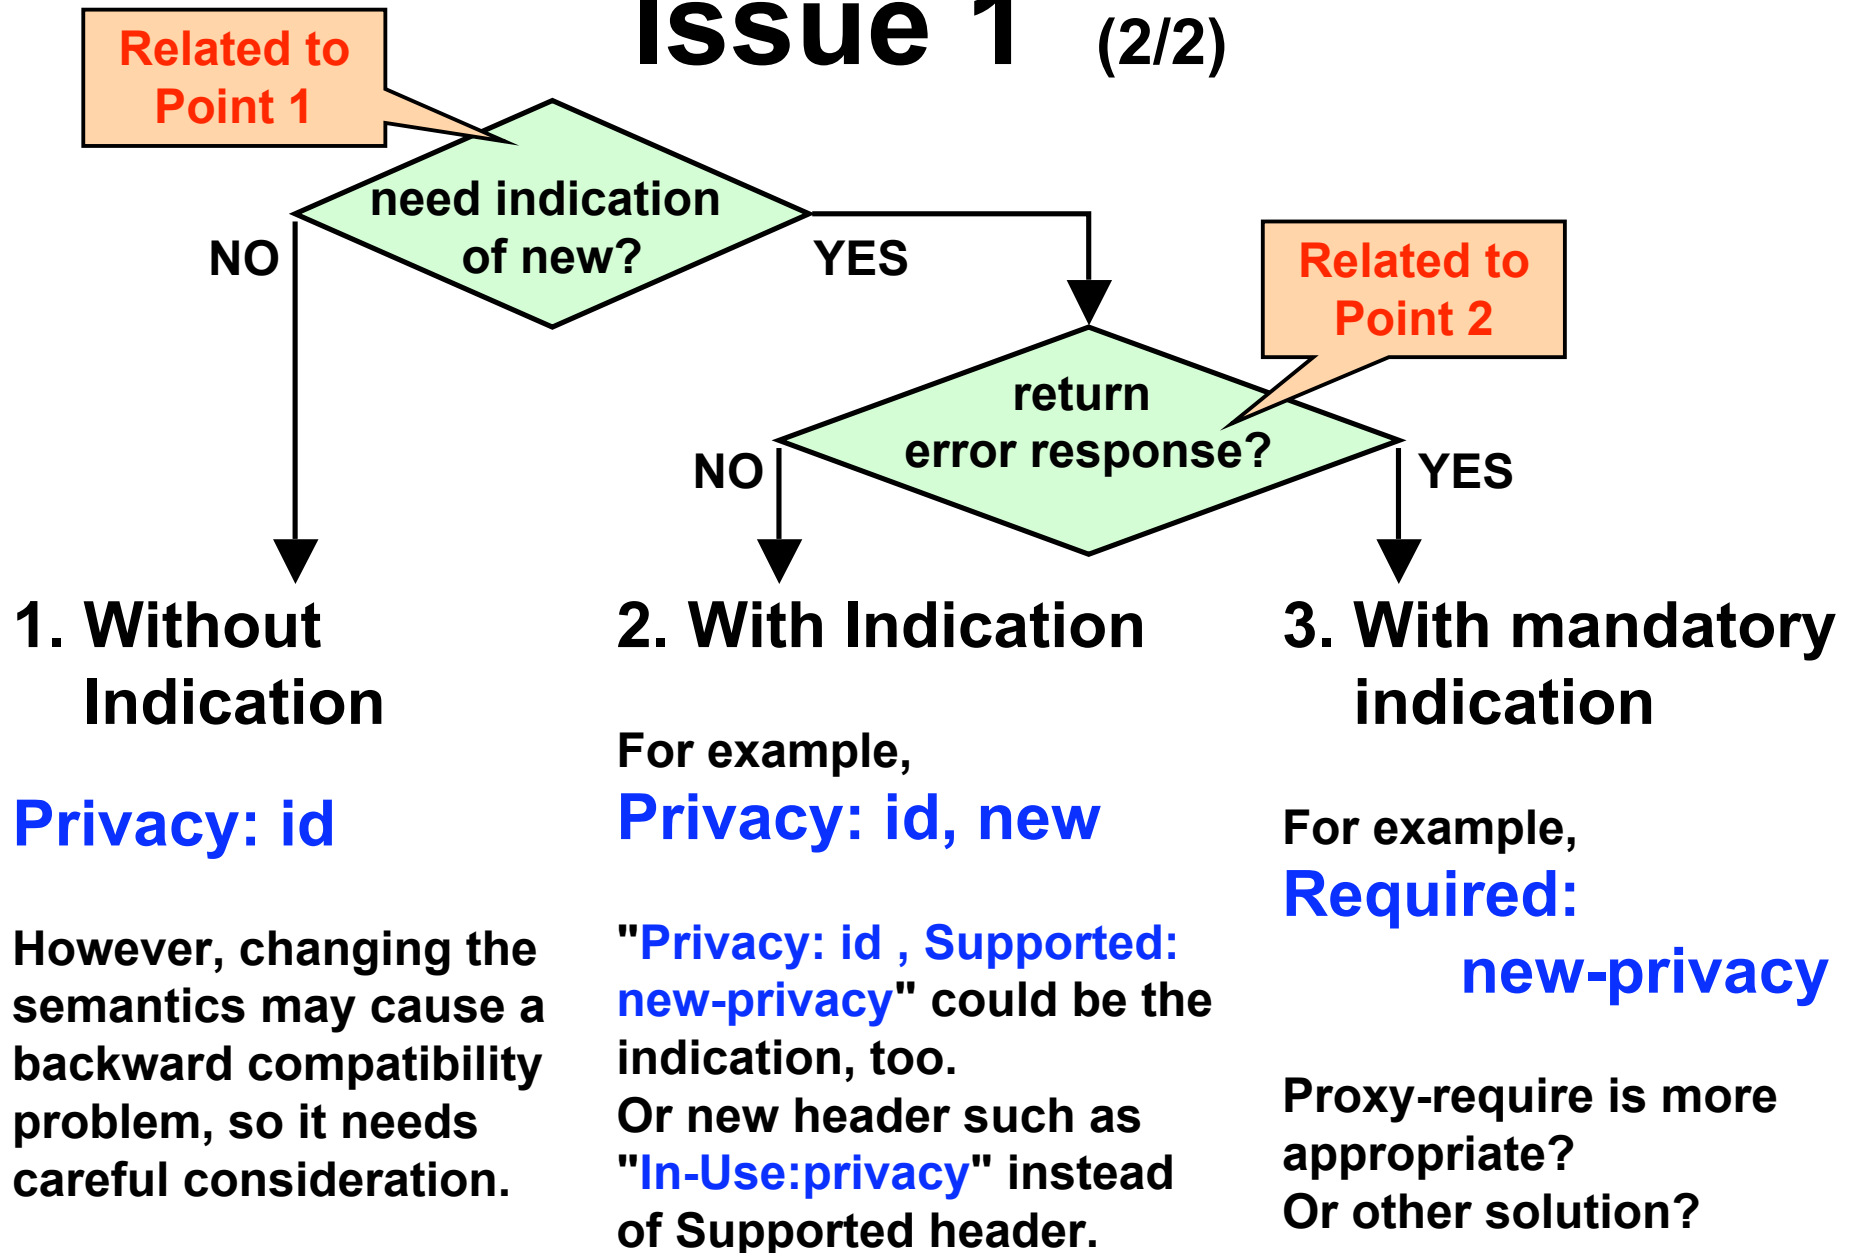 Issue 1 (2/2)
Related to
Point 1
need indication
of new?
NO
YES
Related to
Point 2
return
error response?
NO
YES
1. Without
Indication
Privacy: id
However, changing the
semantics may cause a
backward compatibility
problem, so it needs
careful consideration.
2. With Indication
For example,
Privacy: id, new
"Privacy: id , Supported:
new-privacy" could be the
indication, too.
Or new header such as
"In-Use:privacy" instead
of Supported header.
3. With mandatory
indication
For example,
Required:
new-privacy
Proxy-require is more
appropriate?
Or other solution?